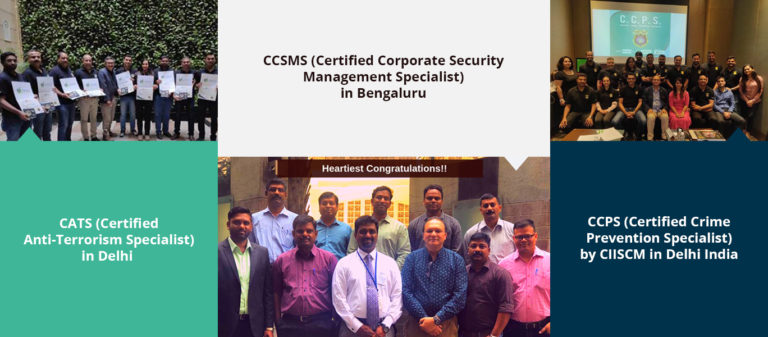 CCSMS (Certified Corporate Security
Management Specialist)
in Bengaluru
C.C.P.S.
Heartiest Congratulations!!
CATS (Certified
Anti-Terrorism Specialist)
in Delhi
CCPS (Certified Crime
Prevention Specialist)
by CIISCM in Delhi India